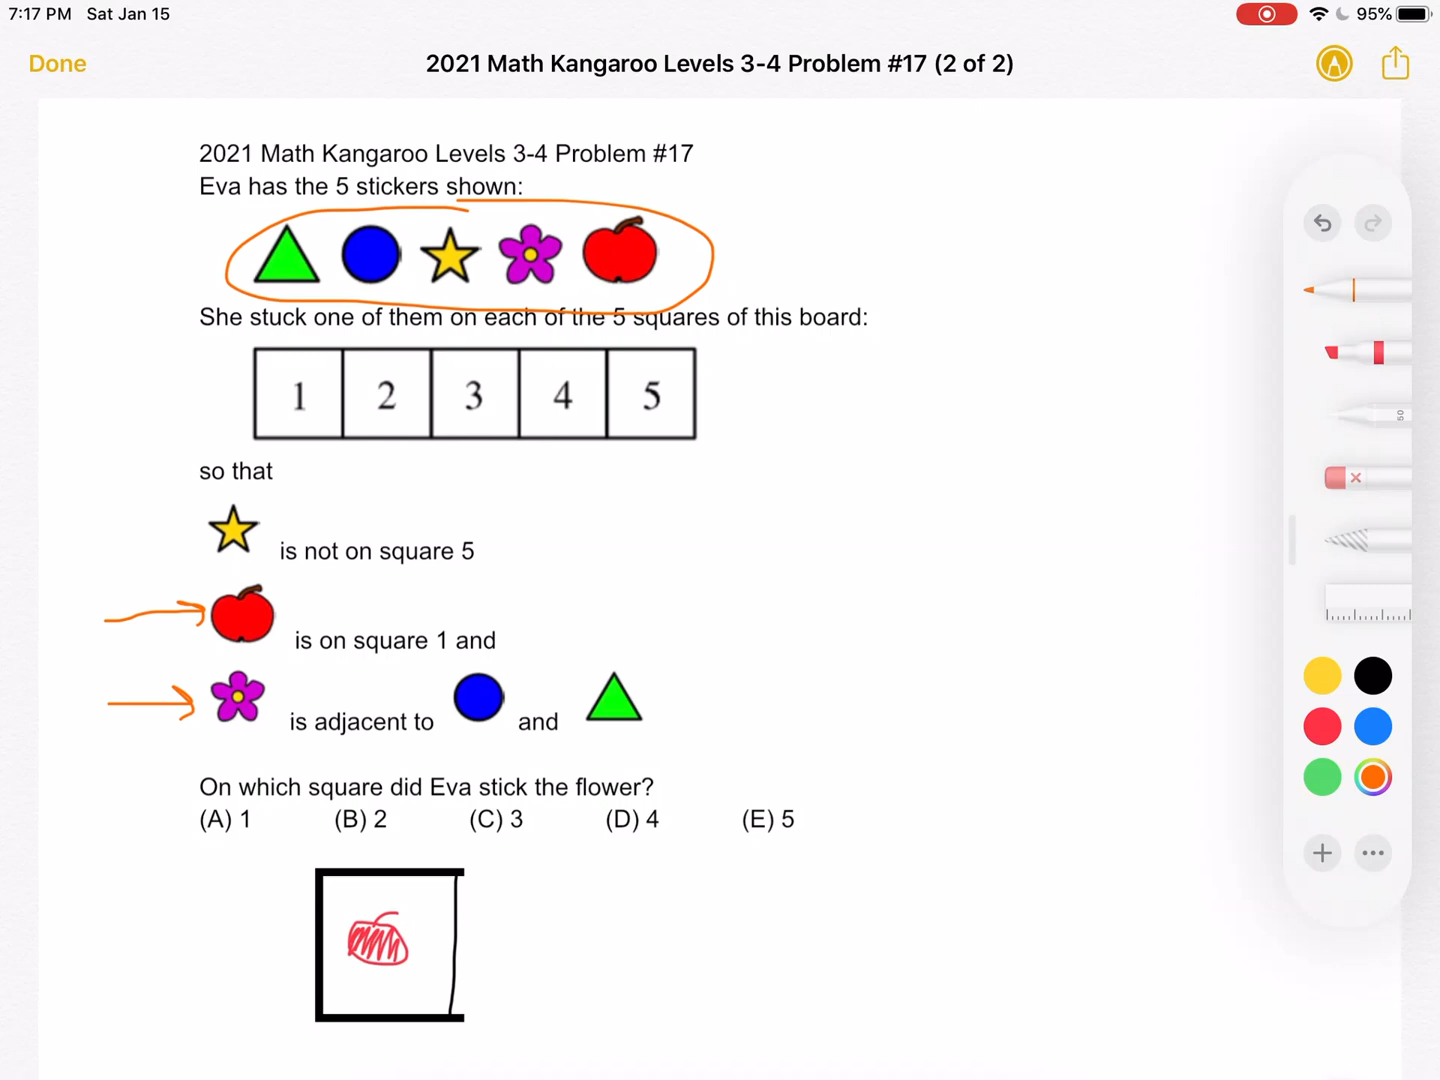 7:17 PM Sat Jan 15 95%
Done 2021 Math Kangaroo Levels 3-4 Problem #17 (2 of 2)
2021 Math Kangaroo Levels 3-4 Problem #17
Eva has the 5 stickers shown:
She stuck one of them on each of the 5 squares of this board:
1 2 3 4 5
so that
is not on square 5
is on square 1 and
is adjacent to and
On which square did Eva stick the flower?
(A) 1 (B) 2 (C) 3 (D) 4 (E) 5
50